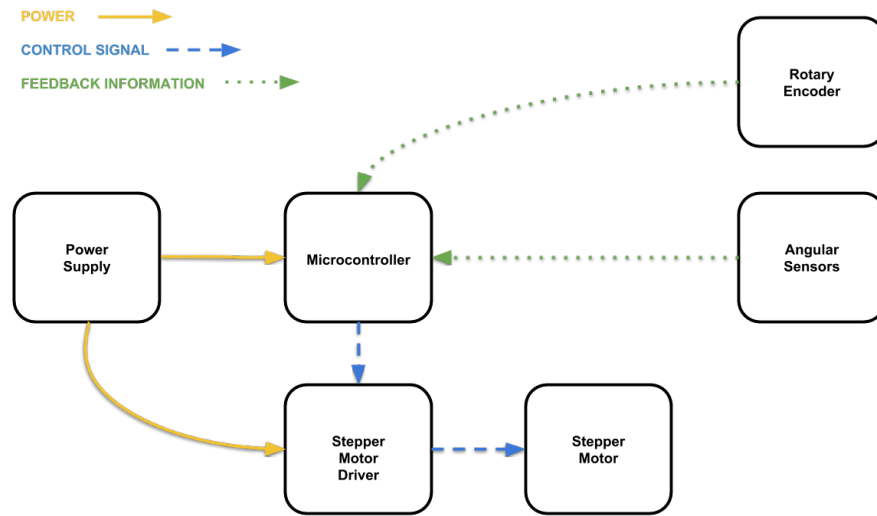 POWER
CONTROL SIGNAL
FEEDBACK INFORMATION
Rotary
Encoder
Power
Supply
Microcontroller
Angular
Sensors
Stepper
Motor
Driver
Stepper
Motor